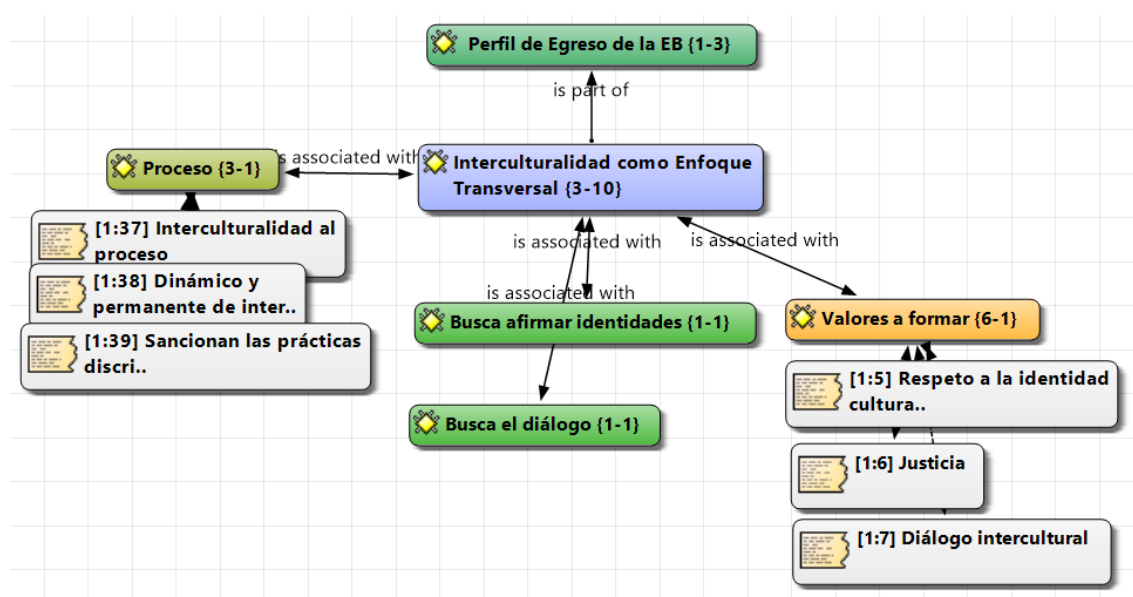 Perfil de Egreso de la EB {1-3}
is part of
Proceso {3-1}
is associated with
Interculturalidad como Enfoque
Transversal {3-10}
[1:37] Interculturalidad al
proceso
[1:38] Dinámico y
permanente de inter..
[1:39] Sancionan las prácticas
discri..
is associated with
is associated with
is associated with
Busca afirmar identidades {1-1}
Valores a formar {6-1}
Busca el diálogo {1-1}
[1:5] Respeto a la identidad
cultura..
[1:6] Justicia
[1:7] Diálogo intercultural